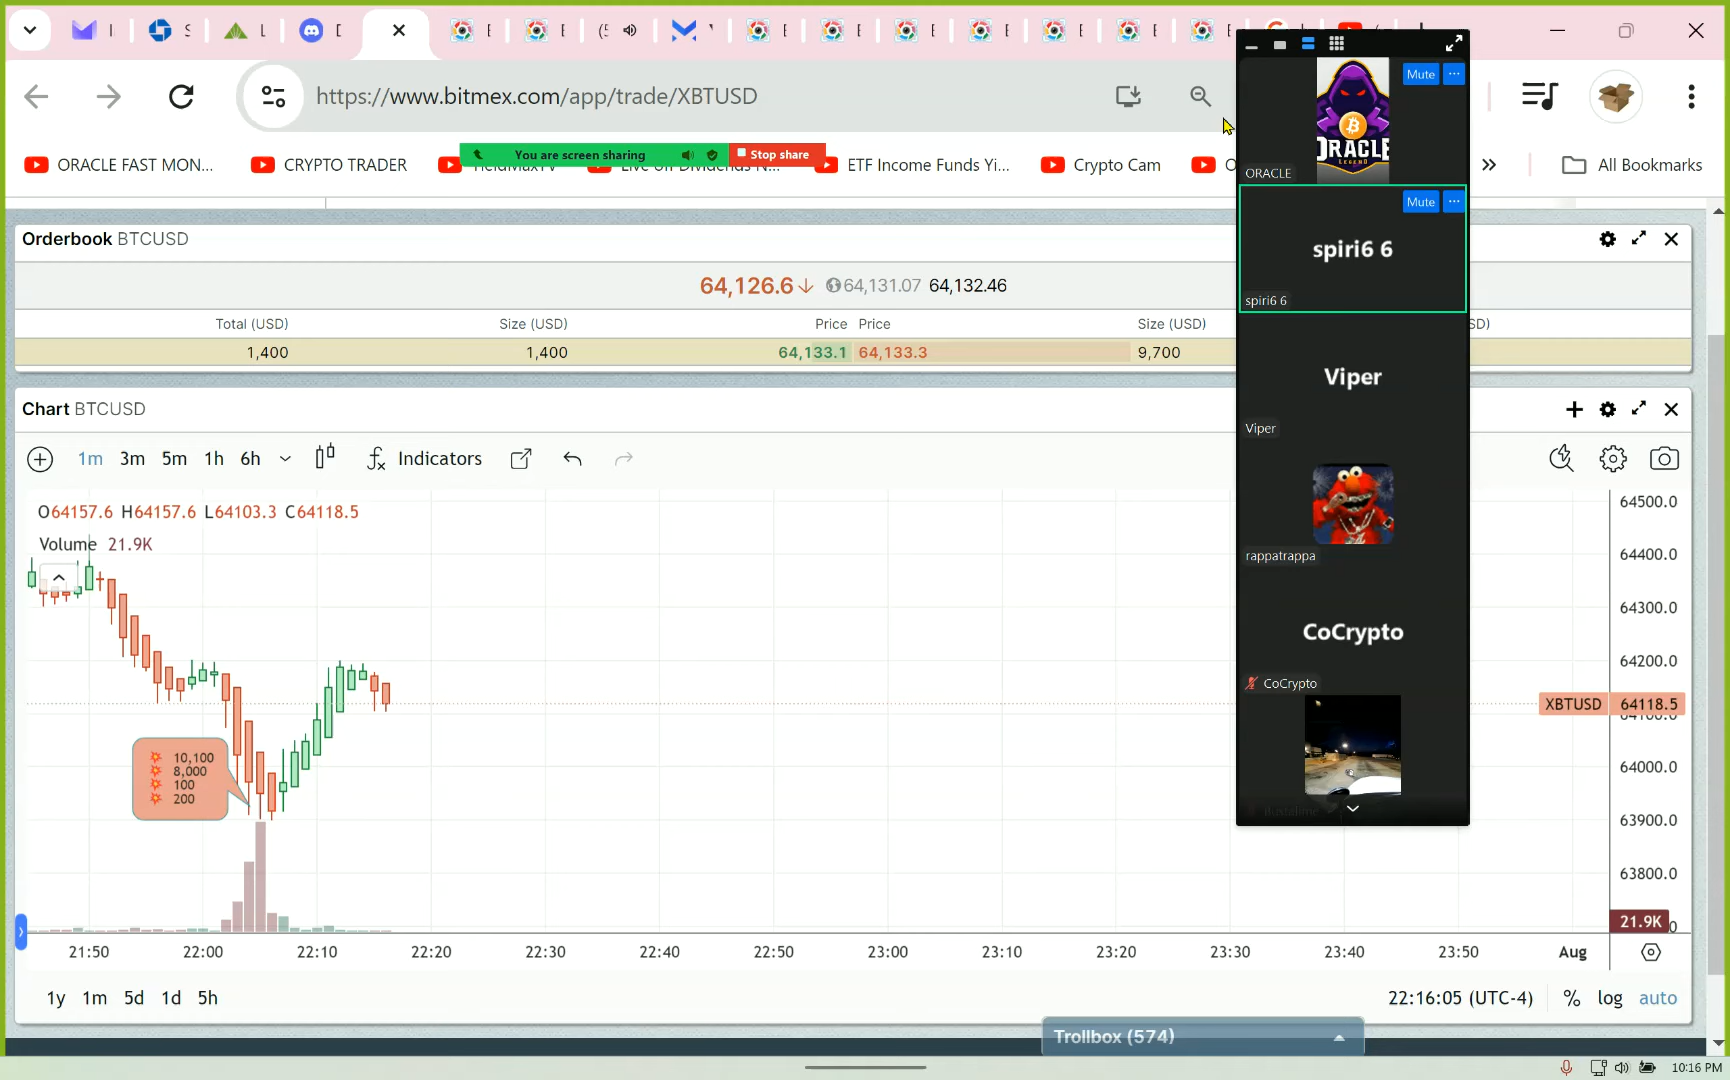 https://www.bitmex.com/app/trade/XBTUSD
ORACLE FAST MON...
CRYPTO TRADER
You are screen sharing
Stop share
ETF Income Funds Yi...
Crypto Cam
All Bookmarks
Orderbook BTCUSD
64,126.6↓ 64,131.07 64,132.46
Total (USD) Size (USD) Price Price Size (USD)
1,400 1,400 64,133.1 64,133.3 9,700
Chart BTCUSD
1m 3m 5m 1h 6h Indicators
O64157.6 H64157.6 L64103.3 C64118.5
Volume 21.9K
10,100
8,000
100
200
64500.0
64400.0
64300.0
64200.0
XBTUSD 64118.5
64100.0
64000.0
63900.0
63800.0
21.9K
21:50 22:00 22:10 22:20 22:30 22:40 22:50 23:00 23:10 23:20 23:30 23:40 23:50 Aug
1y 1m 5d 1d 5h
22:16:05 (UTC-4) % log auto
Trollbox (574)
10:16 PM
Mute
ORACLE
LEGEND
ORACLE
Mute
spiri6 6
spiri6 6
Viper
Viper
rappatrappa
CoCrypto
CoCrypto